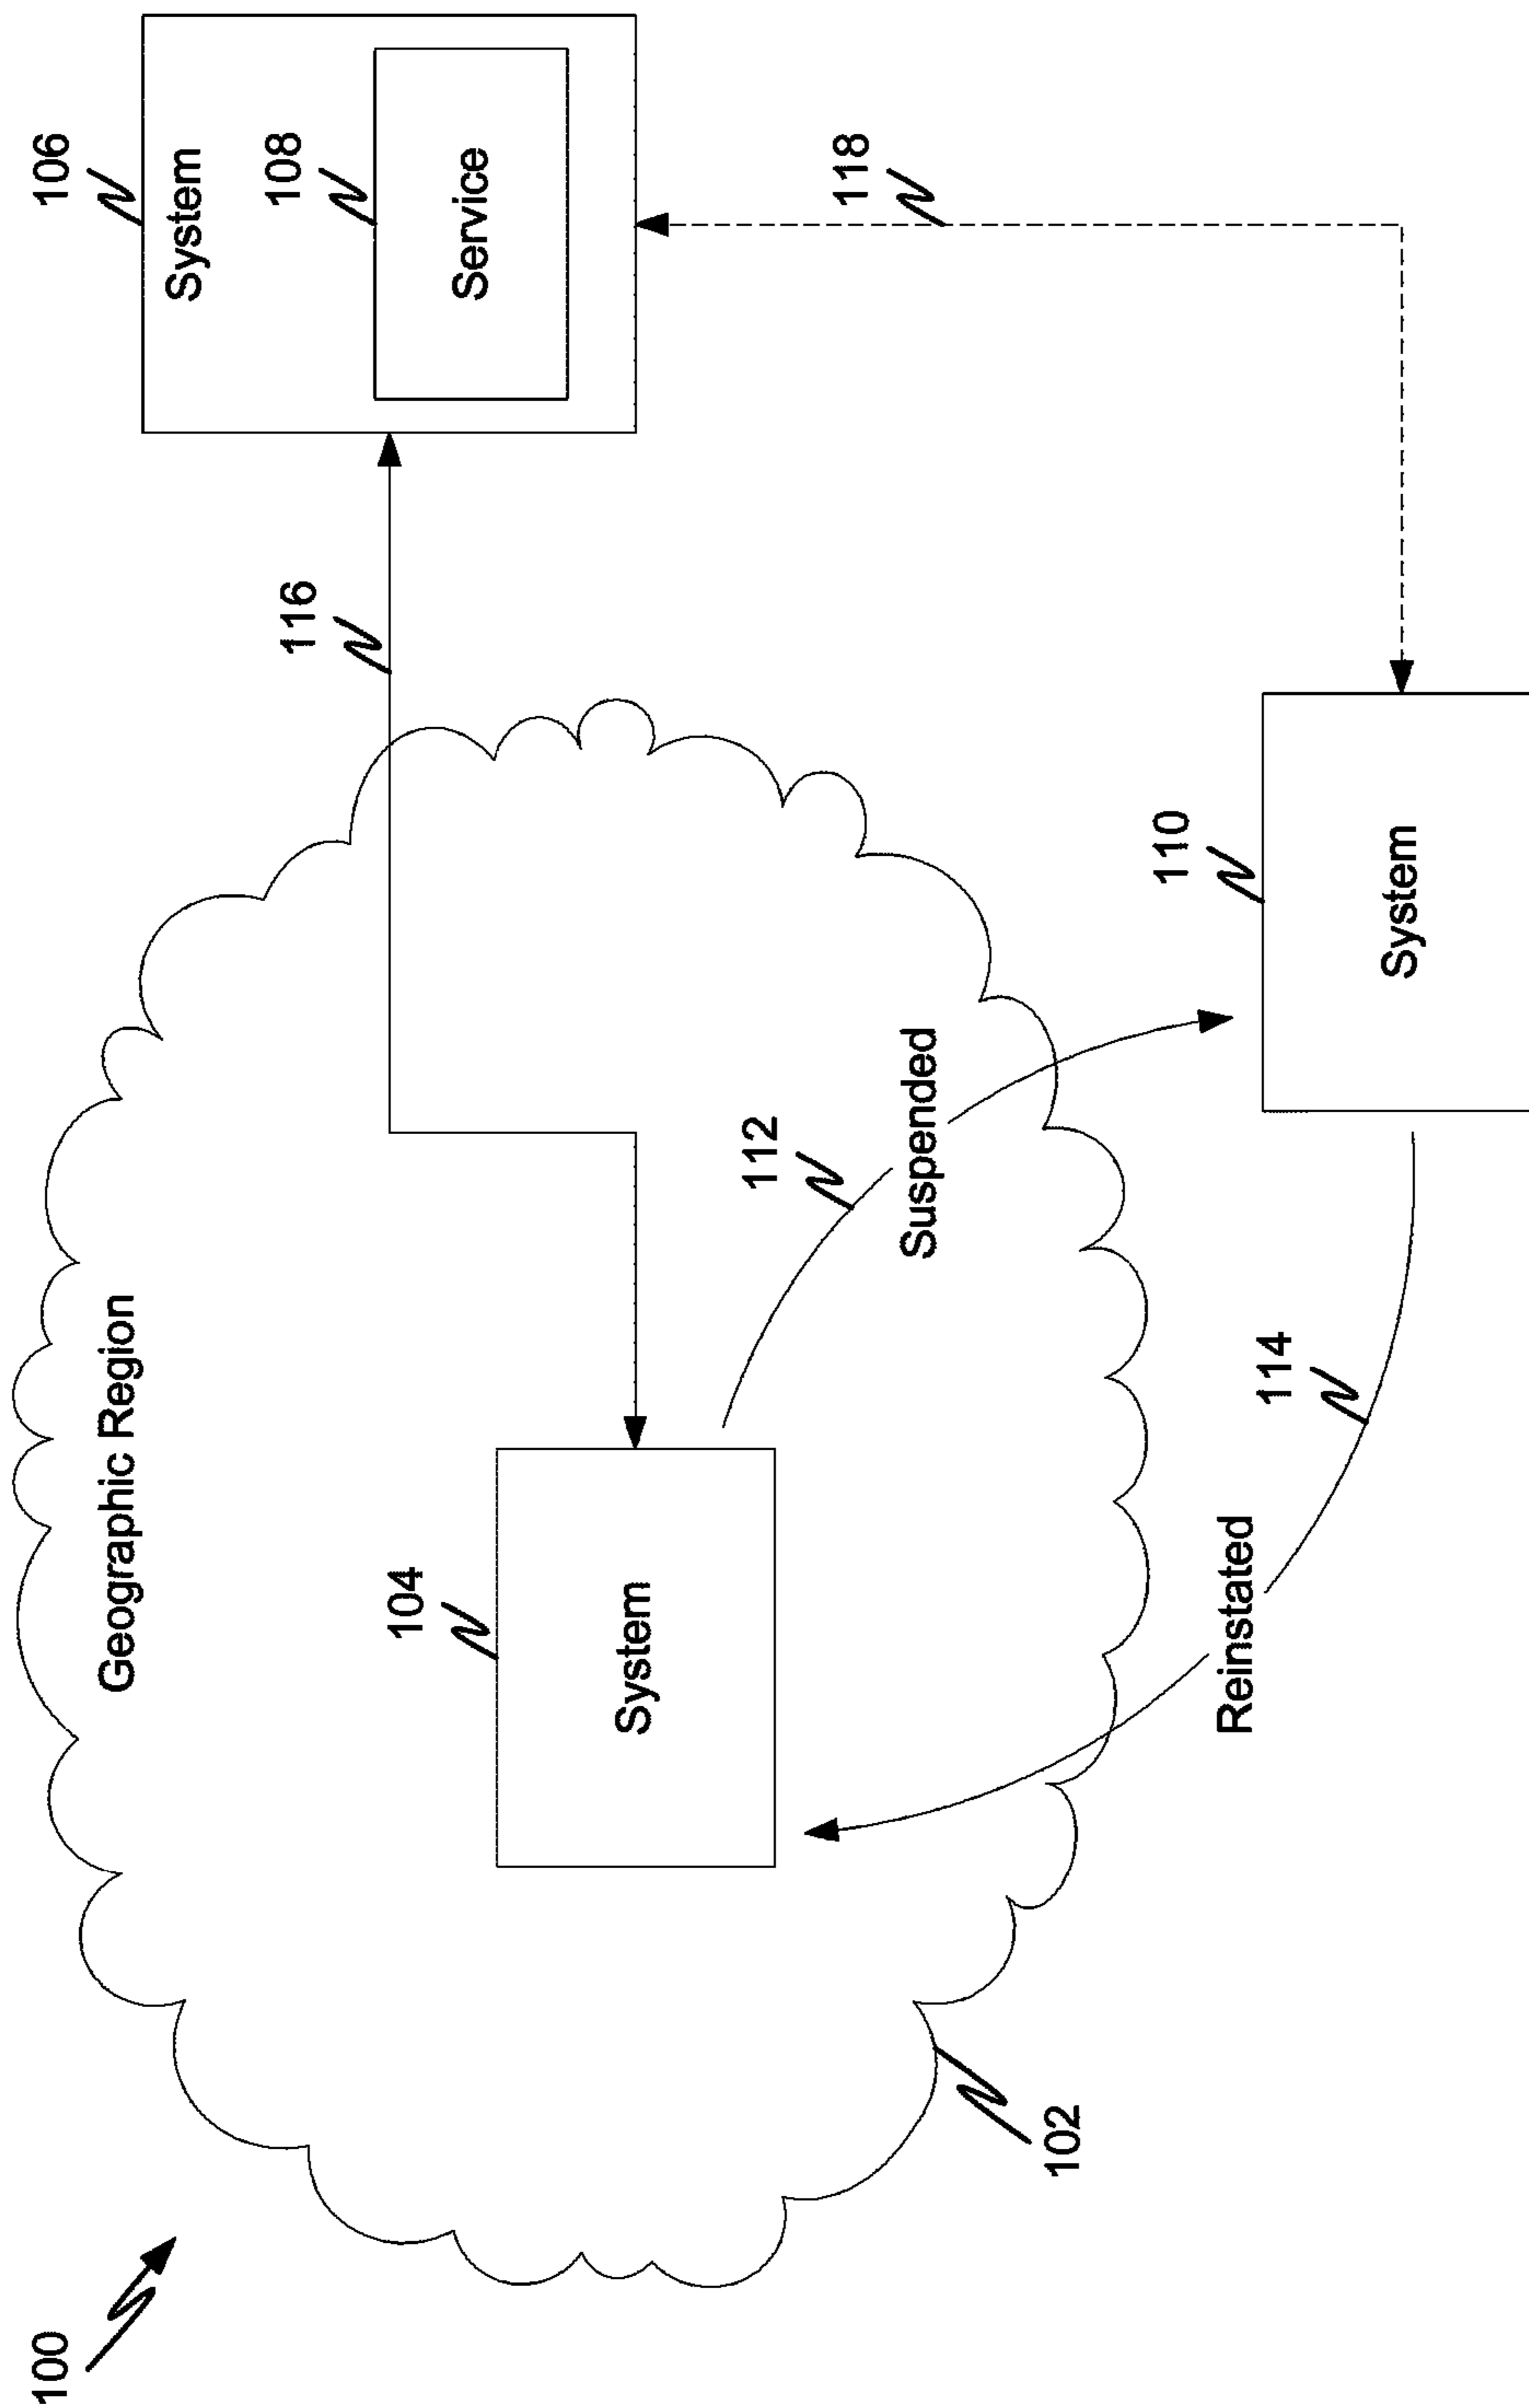 100
Geographic Region
106
System
108
Service
116
104
System
112
Suspended
118
102
Reinstated
114
110
System